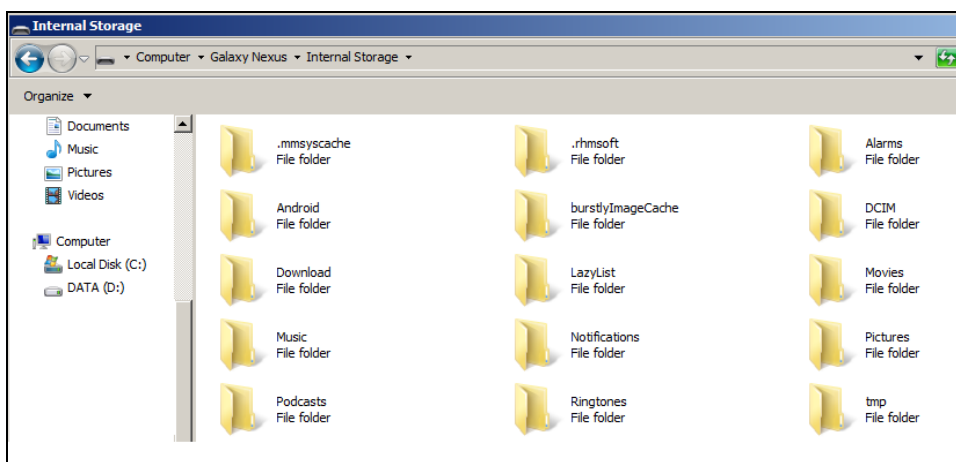 Internal Storage
Computer Galaxy Nexus Internal Storage
Organize
Documents
Music
Pictures
Videos
Computer
Local Disk (C:)
DATA (D:)
.mmsyscache
File folder
.rhmsoft
File folder
Alarms
File folder
Android
File folder
burstlyImageCache
File folder
DCIM
File folder
Download
File folder
LazyList
File folder
Movies
File folder
Music
File folder
Notifications
File folder
Pictures
File folder
Podcasts
File folder
Ringtones
File folder
tmp
File folder